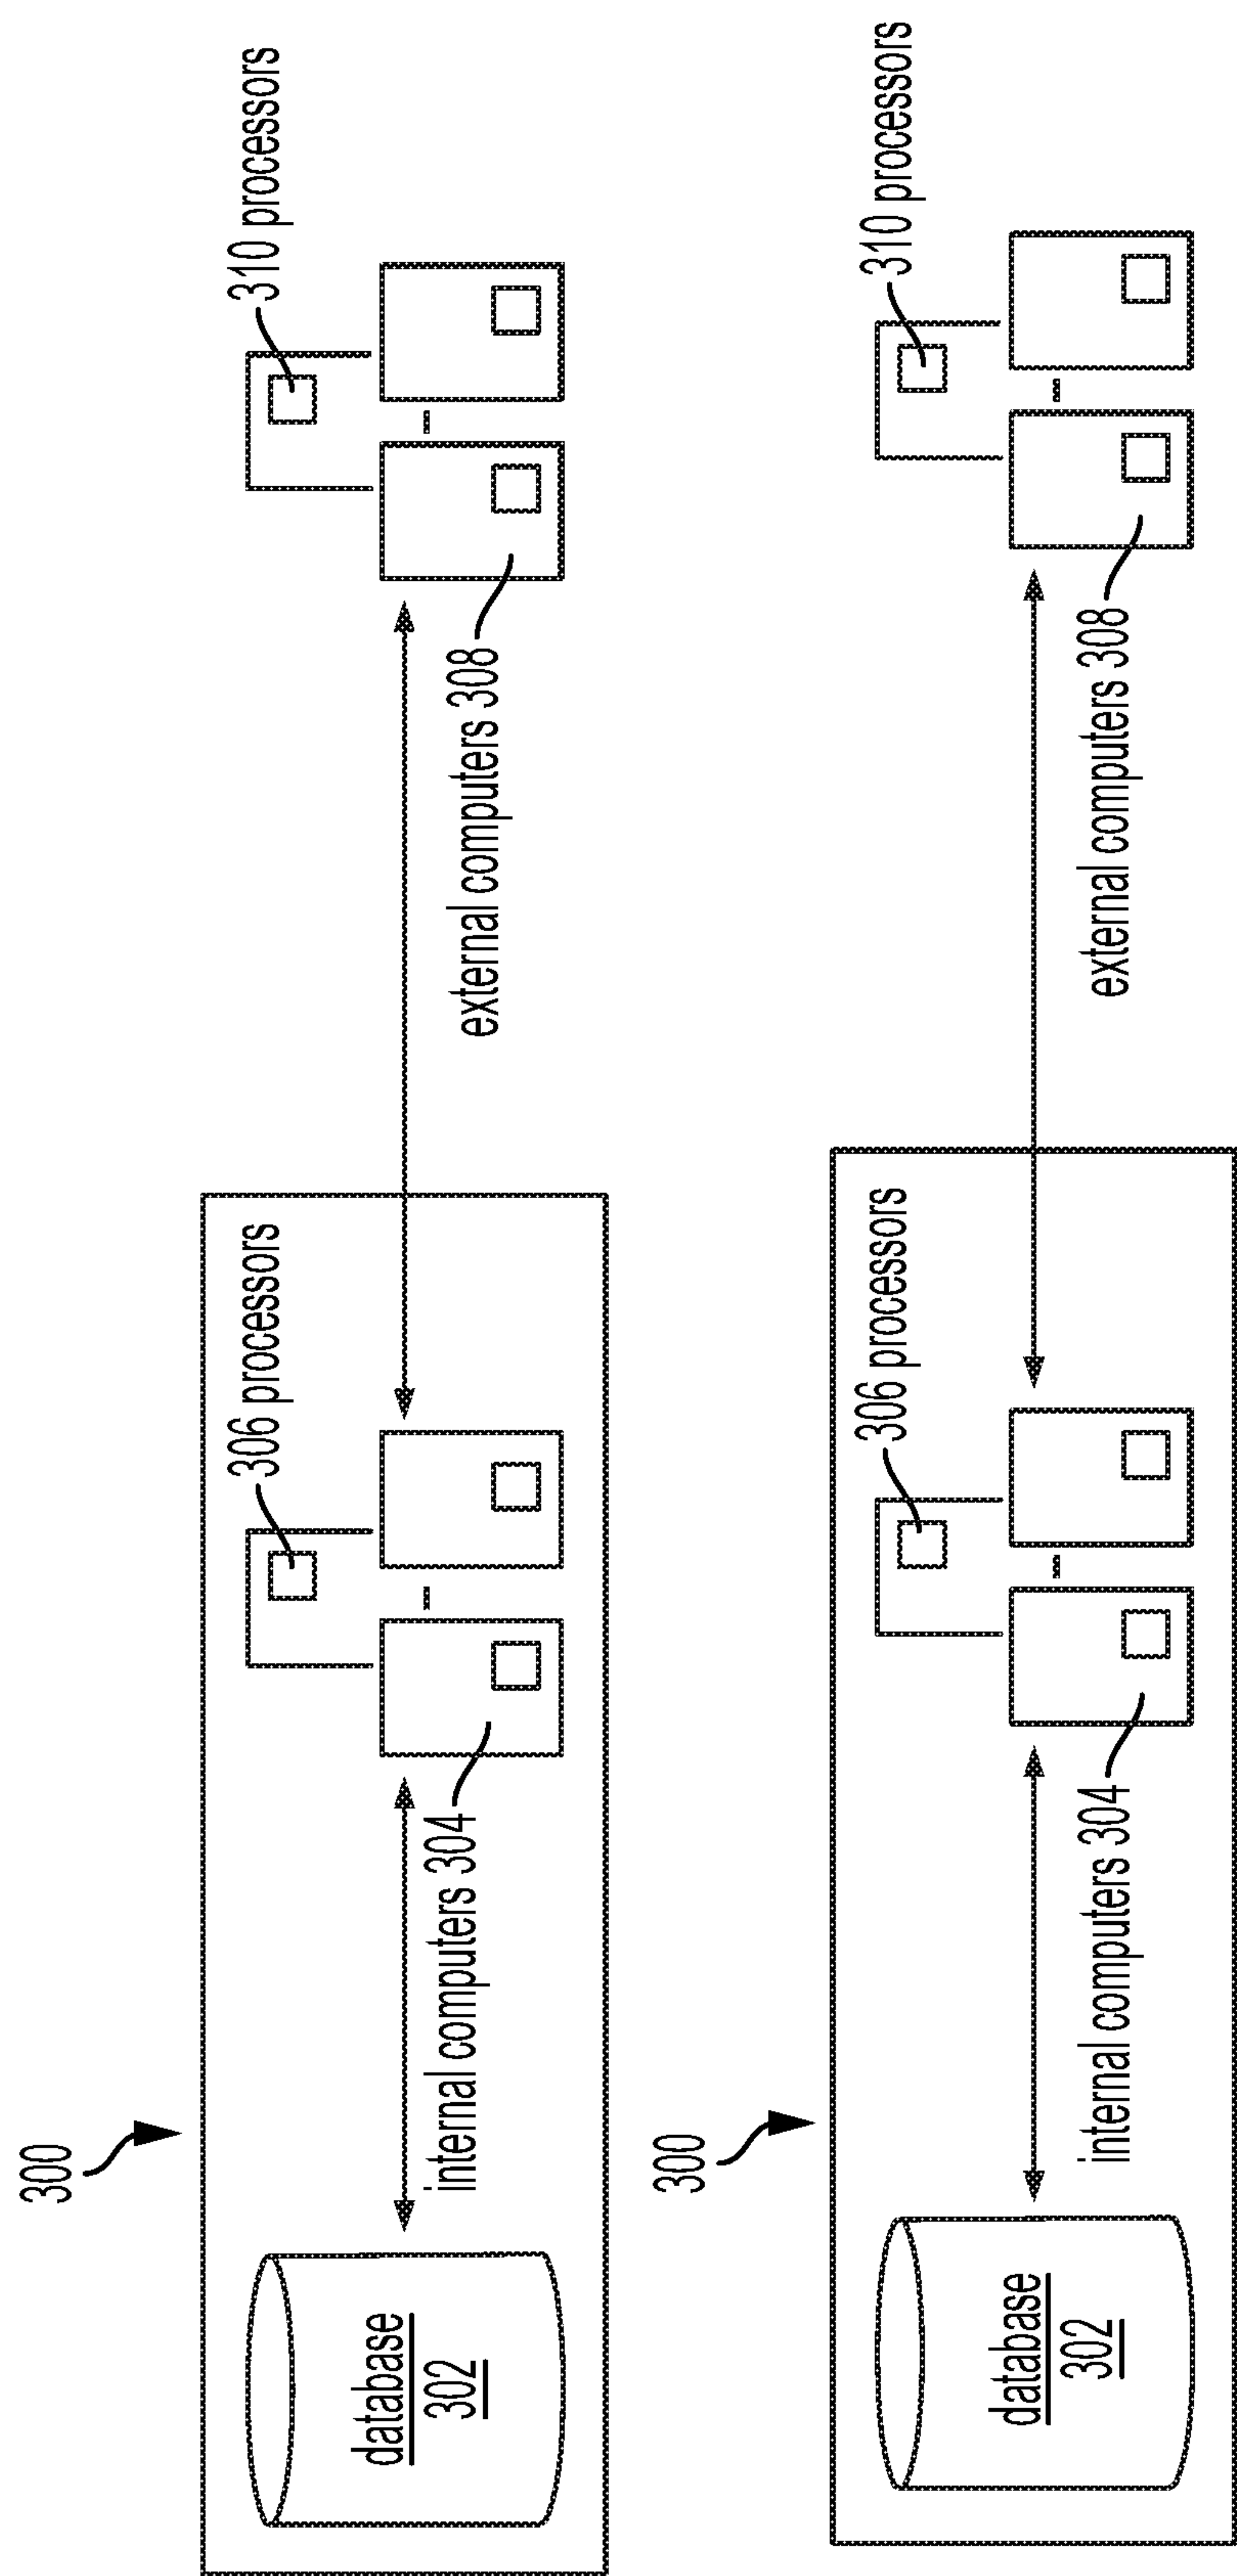 300
database
302
internal computers 304
306 processors
external computers 308
310 processors
300
database
302
internal computers 304
306 processors
external computers 308
310 processors